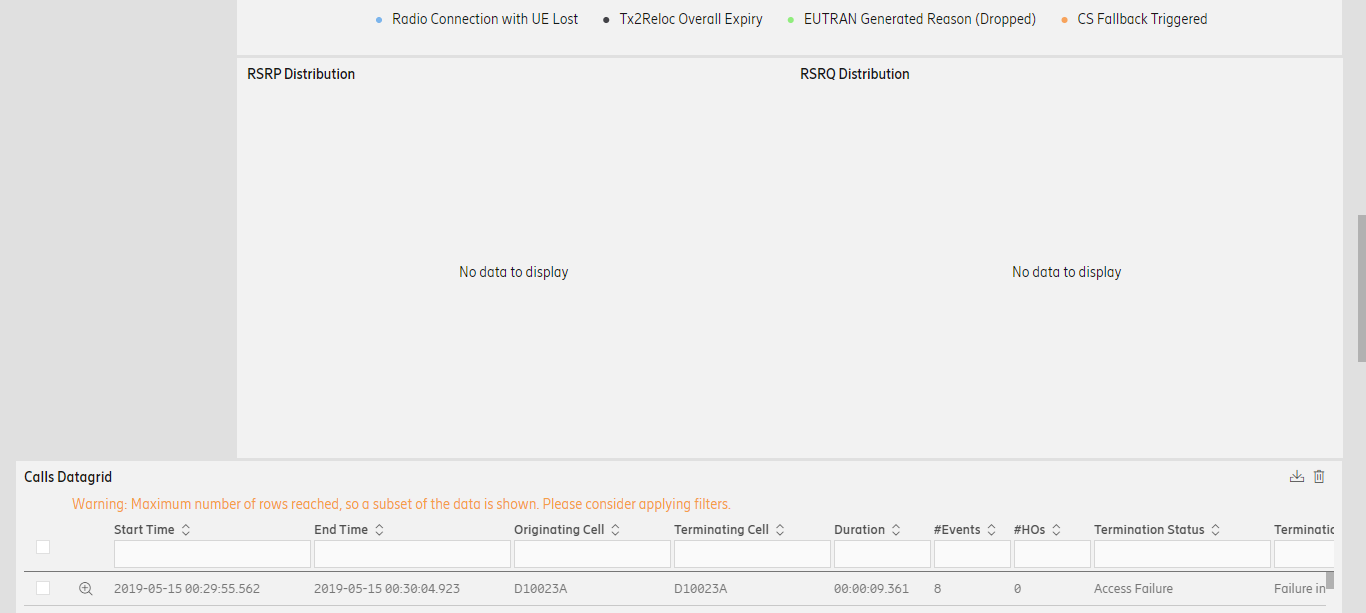 Radio Connection with UE Lost Tx2Reloc Overall Expiry EUTRAN Generated Reason (Dropped) CS Fallback Triggered
RSRP Distribution RSRQ Distribution
No data to display No data to display
Calls Datagrid
Warning: Maximum number of rows reached, so a subset of the data is shown. Please consider applying filters.
Start Time End Time Originating Cell Terminating Cell Duration #Events #HOs Termination Status Terminatio
2019-05-15 00:29:55.562 2019-05-15 00:30:04.923 D10023A D10023A 00:00:09.361 8 0 Access Failure Failure in